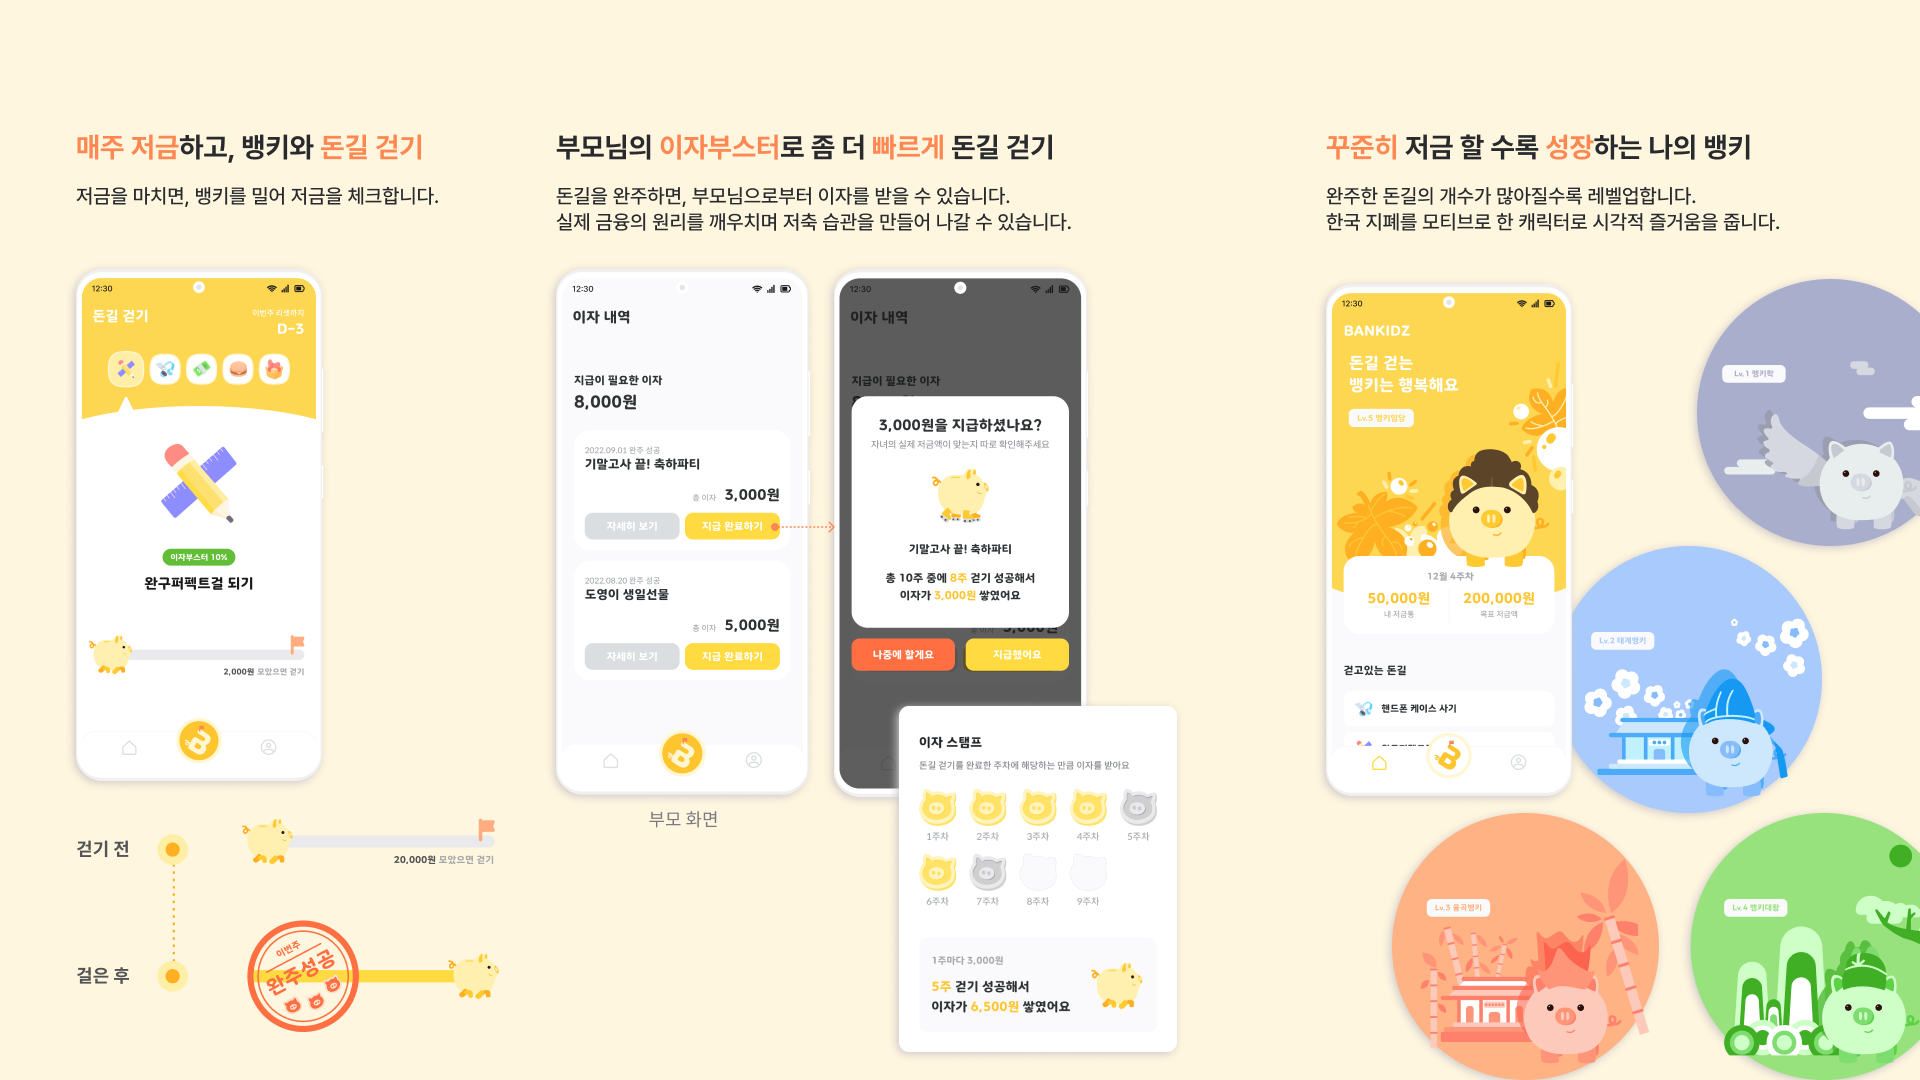 매주 저금하고, 뱅키와 돈길 걷기
저금을 마치면, 뱅키를 밀어 저금을 체크합니다.
12:30
돈길 걷기
이번주 리셋까지
D-3
이자부스터 10%
완구퍼펙트걸 되기
2,000원 모았으면 걷기
걷기 전
20,000원 모았으면 걷기
걸은 후
이번주
완주성공
부모님의 이자부스터로 좀 더 빠르게 돈길 걷기
돈길을 완주하면, 부모님으로부터 이자를 받을 수 있습니다.
실제 금융의 원리를 깨우치며 저축 습관을 만들어 나갈 수 있습니다.
12:30
이자 내역
지급이 필요한 이자
8,000원
2022.09.01 완주 성공
기말고사 끝! 축하파티
총 이자 3,000원
자세히 보기
지급 완료하기
2022.08.20 완주 성공
도영이 생일선물
총 이자 5,000원
자세히 보기
지급 완료하기
부모 화면
12:30
이자 내역
지급이 필요한 이자
3,000원을 지급하셨나요?
자녀의 실제 저금액이 맞는지 따로 확인해주세요
기말고사 끝! 축하파티
총 10주 중에 8주 걷기 성공해서
이자가 3,000원 쌓였어요
총 이자 5,000원
나중에 할게요
지급했어요
이자 스탬프
돈길 걷기를 완료한 주차에 해당하는 만큼 이자를 받아요
1주차 2주차 3주차 4주차 5주차
6주차 7주차 8주차 9주차
1주마다 3,000원
5주 걷기 성공해서
이자가 6,500원 쌓였어요
꾸준히 저금 할 수록 성장하는 나의 뱅키
완주한 돈길의 개수가 많아질수록 레벨업합니다.
한국 지폐를 모티브로 한 캐릭터로 시각적 즐거움을 줍니다.
12:30
BANKIDZ
돈길 걷는
뱅키는 행복해요
Lv.5 뱅키임당
12월 4주차
50,000원
내 저금통
200,000원
목표 저금액
걷고있는 돈길
핸드폰 케이스 사기
Lv.1 뱅키학
Lv.2 퇴계뱅키
Lv.3 율곡뱅키
Lv.4 뱅키대왕